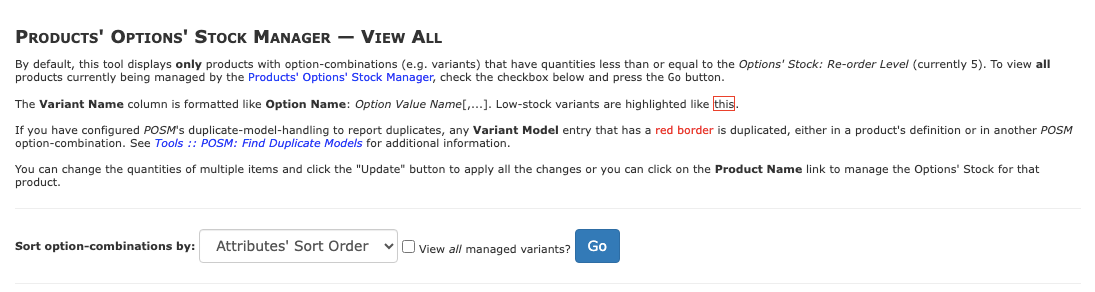 Products' Options' Stock Manager — View All
By default, this tool displays only products with option-combinations (e.g. variants) that have quantities less than or equal to the Options' Stock: Re-order Level (currently 5). To view all
products currently being managed by the Products' Options' Stock Manager, check the checkbox below and press the Go button.
The Variant Name column is formatted like Option Name: Option Value Name[,...]. Low-stock variants are highlighted like this.
If you have configured POSM's duplicate-model-handling to report duplicates, any Variant Model entry that has a red border is duplicated, either in a product's definition or in another POSM
option-combination. See Tools :: POSM: Find Duplicate Models for additional information.
You can change the quantities of multiple items and click the "Update" button to apply all the changes or you can click on the Product Name link to manage the Options' Stock for that
product.
Sort option-combinations by: Attributes' Sort Order View all managed variants? Go